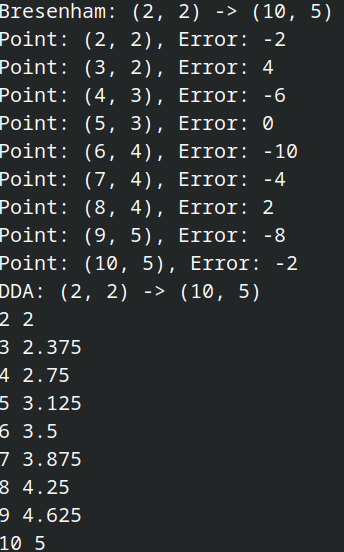 Bresenham: (2, 2) -> (10, 5)
Point: (2, 2), Error: -2
Point: (3, 2), Error: 4
Point: (4, 3), Error: -6
Point: (5, 3), Error: 0
Point: (6, 4), Error: -10
Point: (7, 4), Error: -4
Point: (8, 4), Error: 2
Point: (9, 5), Error: -8
Point: (10, 5), Error: -2
DDA: (2, 2) -> (10, 5)
2 2
3 2.375
4 2.75
5 3.125
6 3.5
7 3.875
8 4.25
9 4.625
10 5